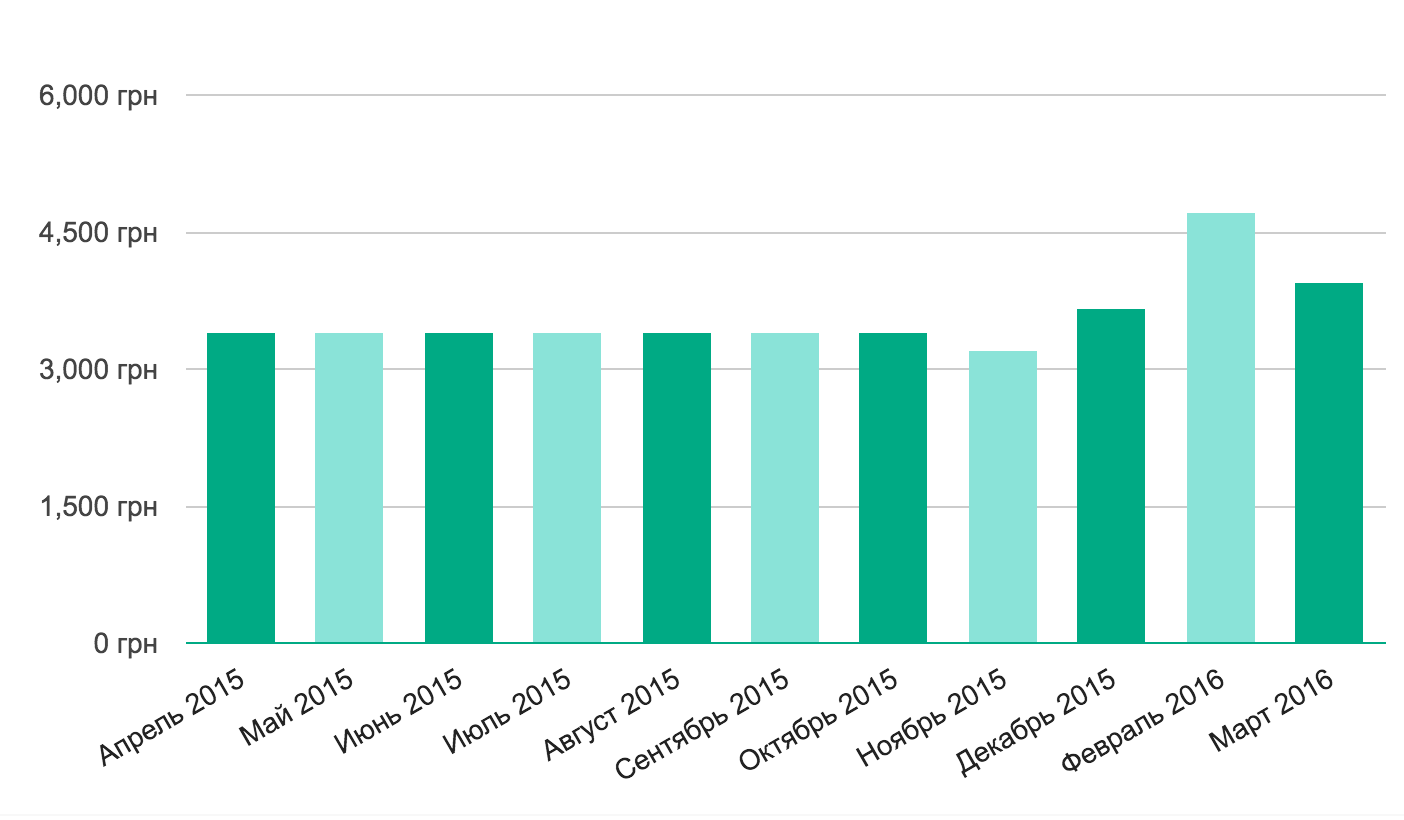 6,000 грн
4,500 грн
3,000 грн
1,500 грн
0 грн
Апрель 2015
Май 2015
Июнь 2015
Июль 2015
Август 2015
Сентябрь 2015
Октябрь 2015
Ноябрь 2015
Декабрь 2015
Февраль 2016
Март 2016